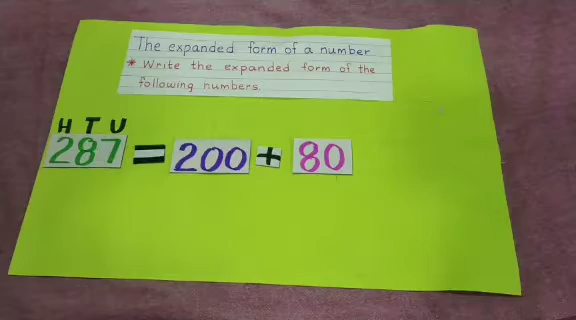 The expanded form of a number
* Write the expanded form of the
following numbers.
H T U
287 = 200 + 80